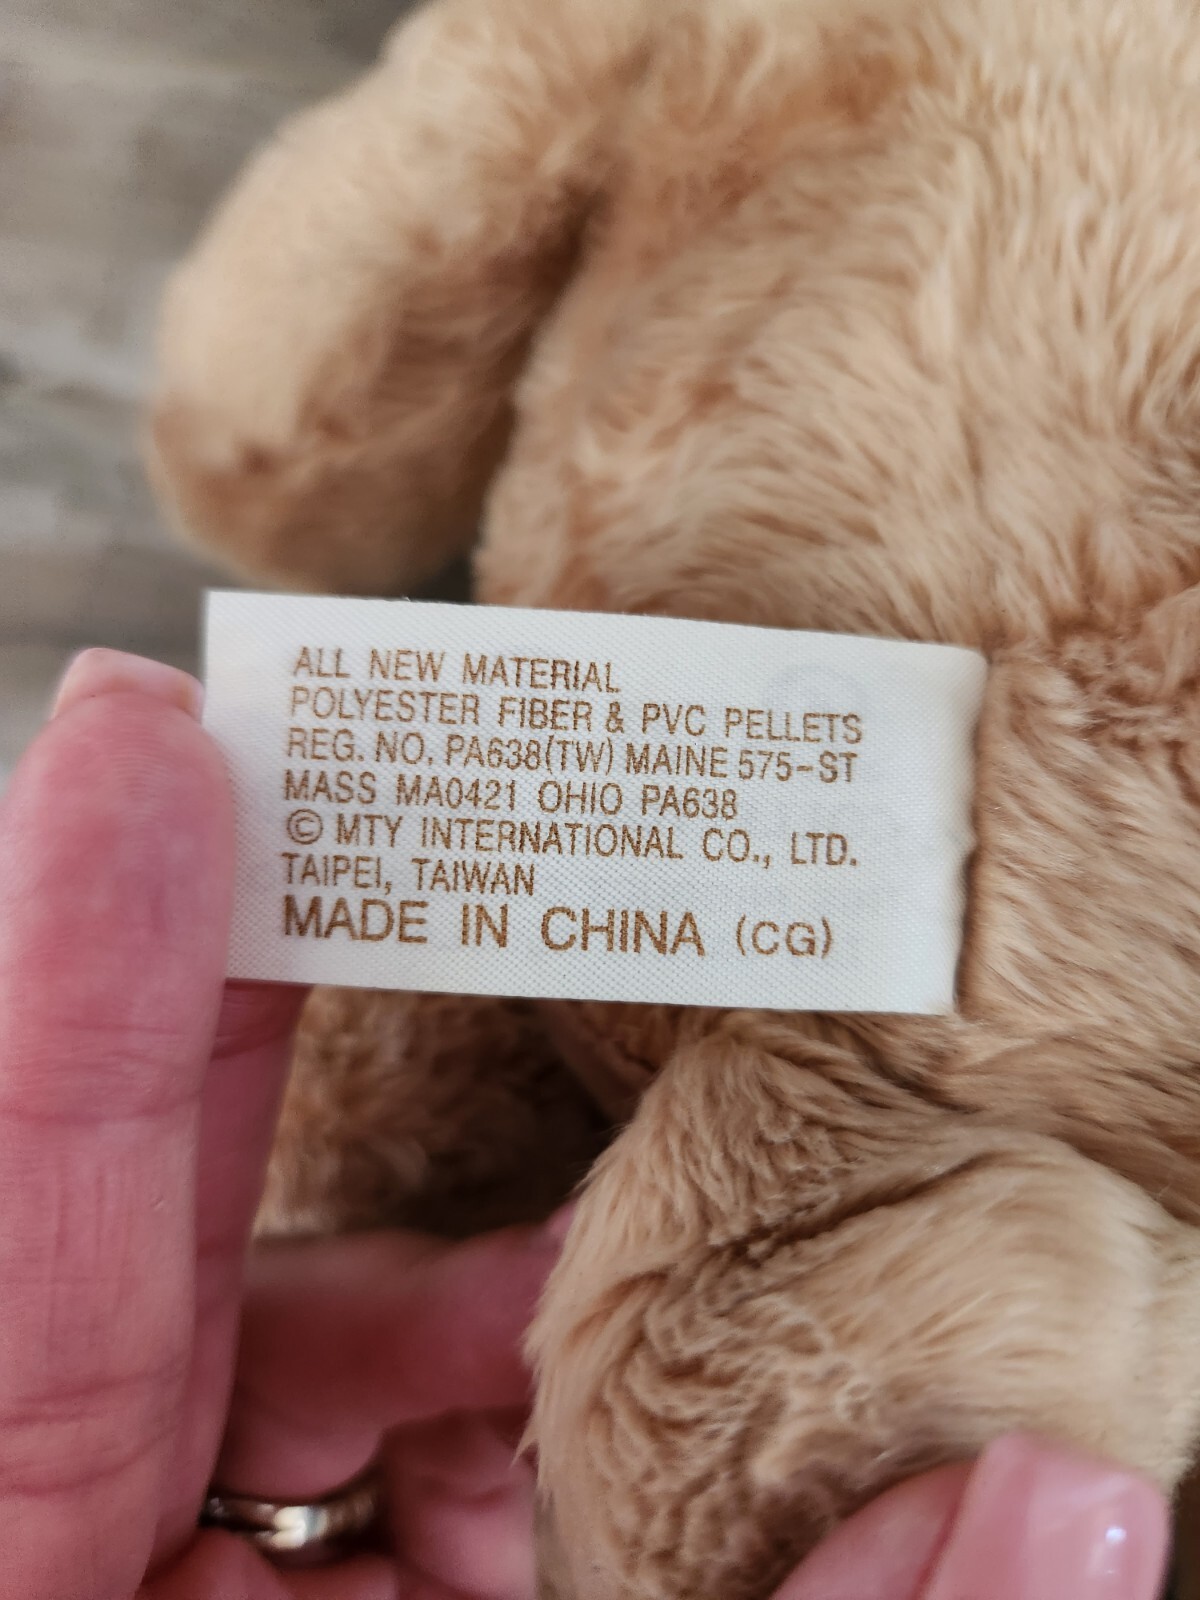 ALL NEW MATERIAL
POLYESTER FIBER & PVC PELLETS
REG. NO. PA638(TW) MAINE 575-ST
MASS MA0421 OHIO PA638
© MTY INTERNATIONAL CO., LTD.
TAIPEI, TAIWAN
MADE IN CHINA (CG)